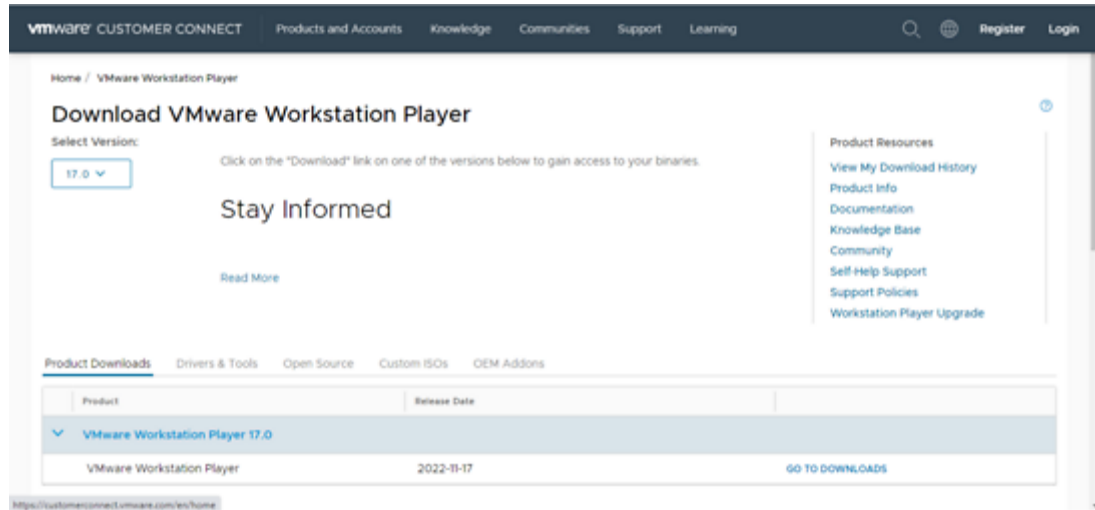 vmware CUSTOMER CONNECT Products and Accounts Knowledge Communities Support Learning Register Login
Home / VMware Workstation Player
Download VMware Workstation Player
Select Version:
17.0
Click on the "Download" link on one of the versions below to gain access to your binaries.
Stay Informed
Read More
Product Resources
View My Download History
Product Info
Documentation
Knowledge Base
Community
Self-Help Support
Support Policies
Workstation Player Upgrade
Product Downloads Drivers & Tools Open Source Custom ISOs OEM Addons
Product Release Date
VMware Workstation Player 17.0
VMware Workstation Player 2022-11-17 GO TO DOWNLOADS
https://customerconnect.vmware.com/en/home